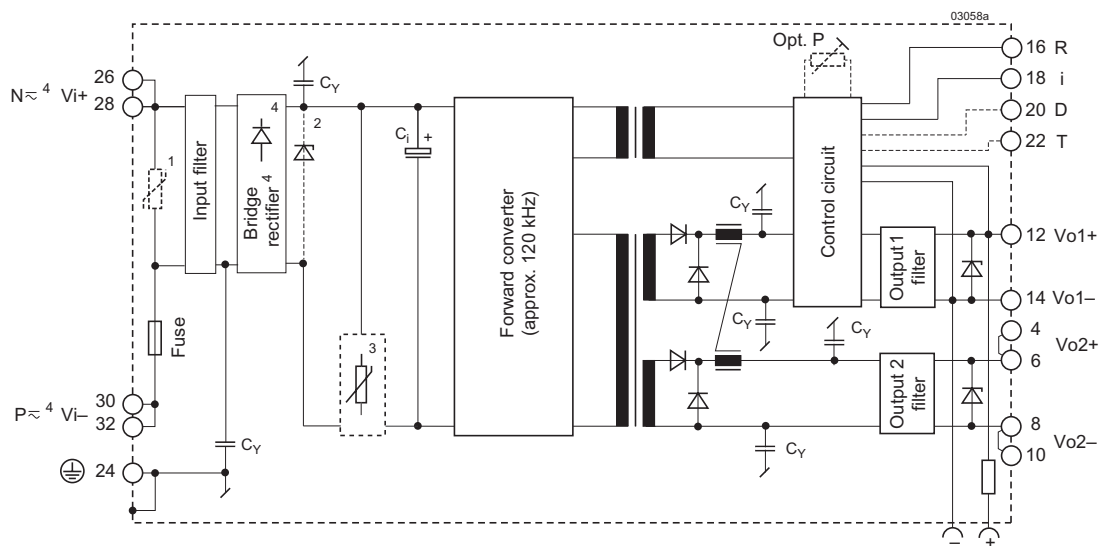 03058a
Opt. P
16 R
18 i
20 D
22 T
26
N≂ 4 Vi+
28
CY
4
2
Ci +
1
Input filter
Bridge rectifier 4
Forward converter (approx. 120 kHz)
Control circuit
CY
12 Vo1+
Output 1 filter
Fuse
3
CY
CY
14 Vo1–
4
Vo2+
6
Output 2 filter
30
P≂ 4 Vi–
32
CY
CY
8
Vo2–
10
24
– +